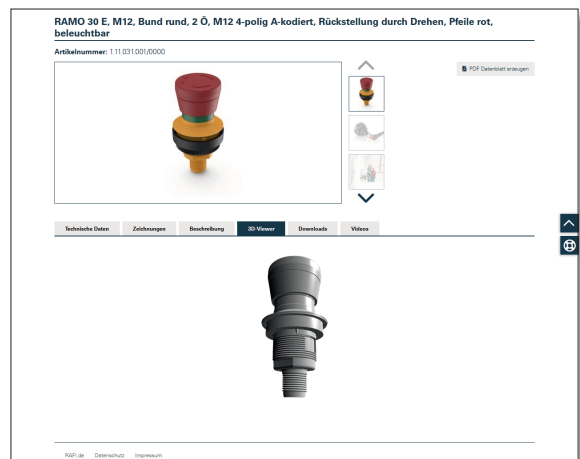 RAMO 30 E, M12, Bund rund, 2 Ö, M12 4-polig A-kodiert, Rückstellung durch Drehen, Pfeile rot,
beleuchtbar
Artikelnummer: 1.11.031.001/0000
PDF Datenblatt erzeugen
Technische Daten Zeichnungen Beschreibung 3D-Viewer Downloads Videos
RAFI.de Datenschutz Impressum